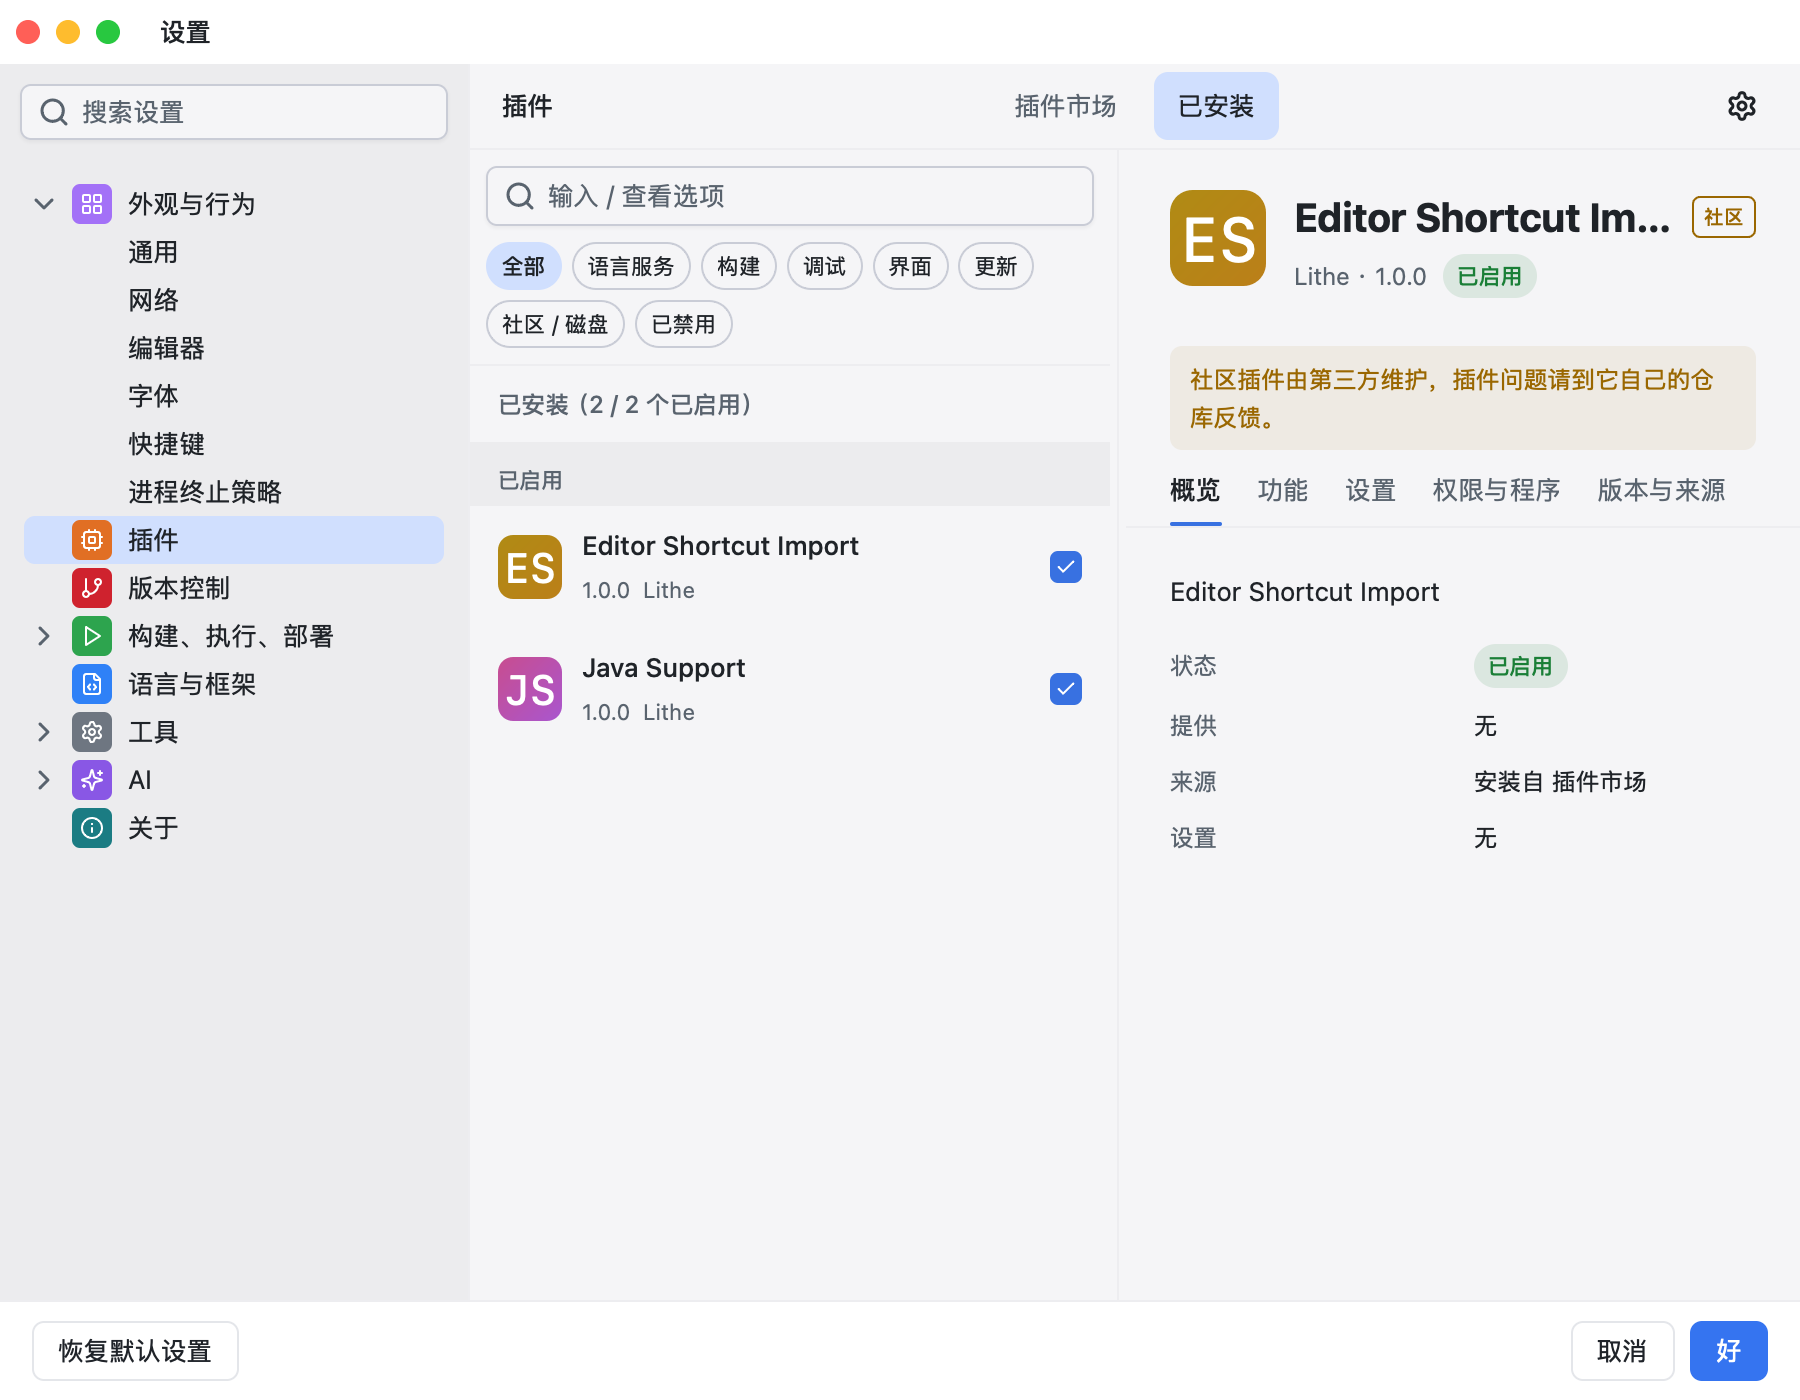 设置
搜索设置
外观与行为
通用
网络
编辑器
字体
快捷键
进程终止策略
插件
版本控制
构建、执行、部署
语言与框架
工具
AI
关于
插件
插件市场
已安装
输入 / 查看选项
全部
语言服务
构建
调试
界面
更新
社区 / 磁盘
已禁用
已安装（2 / 2 个已启用）
已启用
ES
Editor Shortcut Import
1.0.0 Lithe
JS
Java Support
1.0.0 Lithe
ES
Editor Shortcut Im...
社区
Lithe · 1.0.0
已启用
社区插件由第三方维护，插件问题请到它自己的仓
库反馈。
概览
功能
设置
权限与程序
版本与来源
Editor Shortcut Import
状态
已启用
提供
无
来源
安装自 插件市场
设置
无
恢复默认设置
取消
好